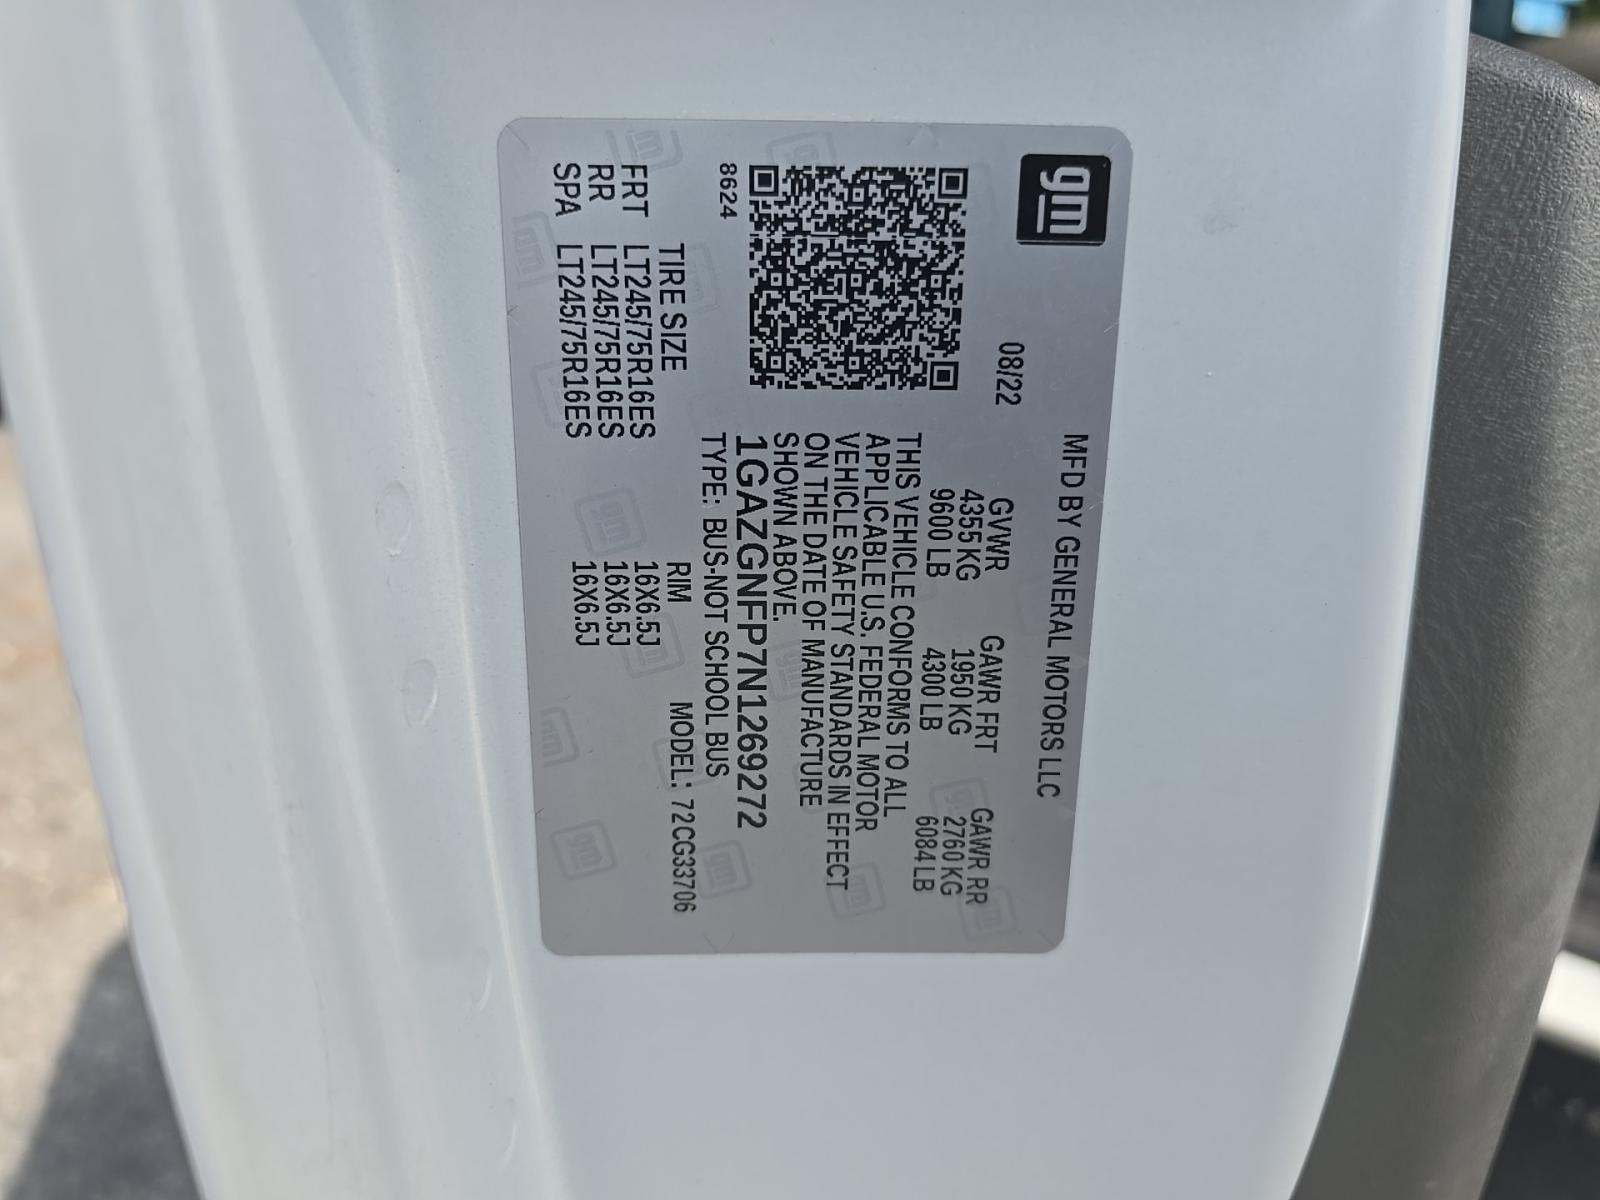 gm
MFD BY GENERAL MOTORS LLC
08/22
GVWR GAWR FRT GAWR RR
4355 KG 1950 KG 2760 KG
9600 LB 4300 LB 6084 LB
THIS VEHICLE CONFORMS TO ALL
APPLICABLE U.S. FEDERAL MOTOR
VEHICLE SAFETY STANDARDS IN EFFECT
ON THE DATE OF MANUFACTURE
SHOWN ABOVE.
1GAZGNFP7N1269272
8624
TYPE: BUS-NOT SCHOOL BUS
MODEL: 72CG33706
TIRE SIZE RIM
FRT LT245/75R16ES 16X6.5J
RR LT245/75R16ES 16X6.5J
SPA LT245/75R16ES 16X6.5J